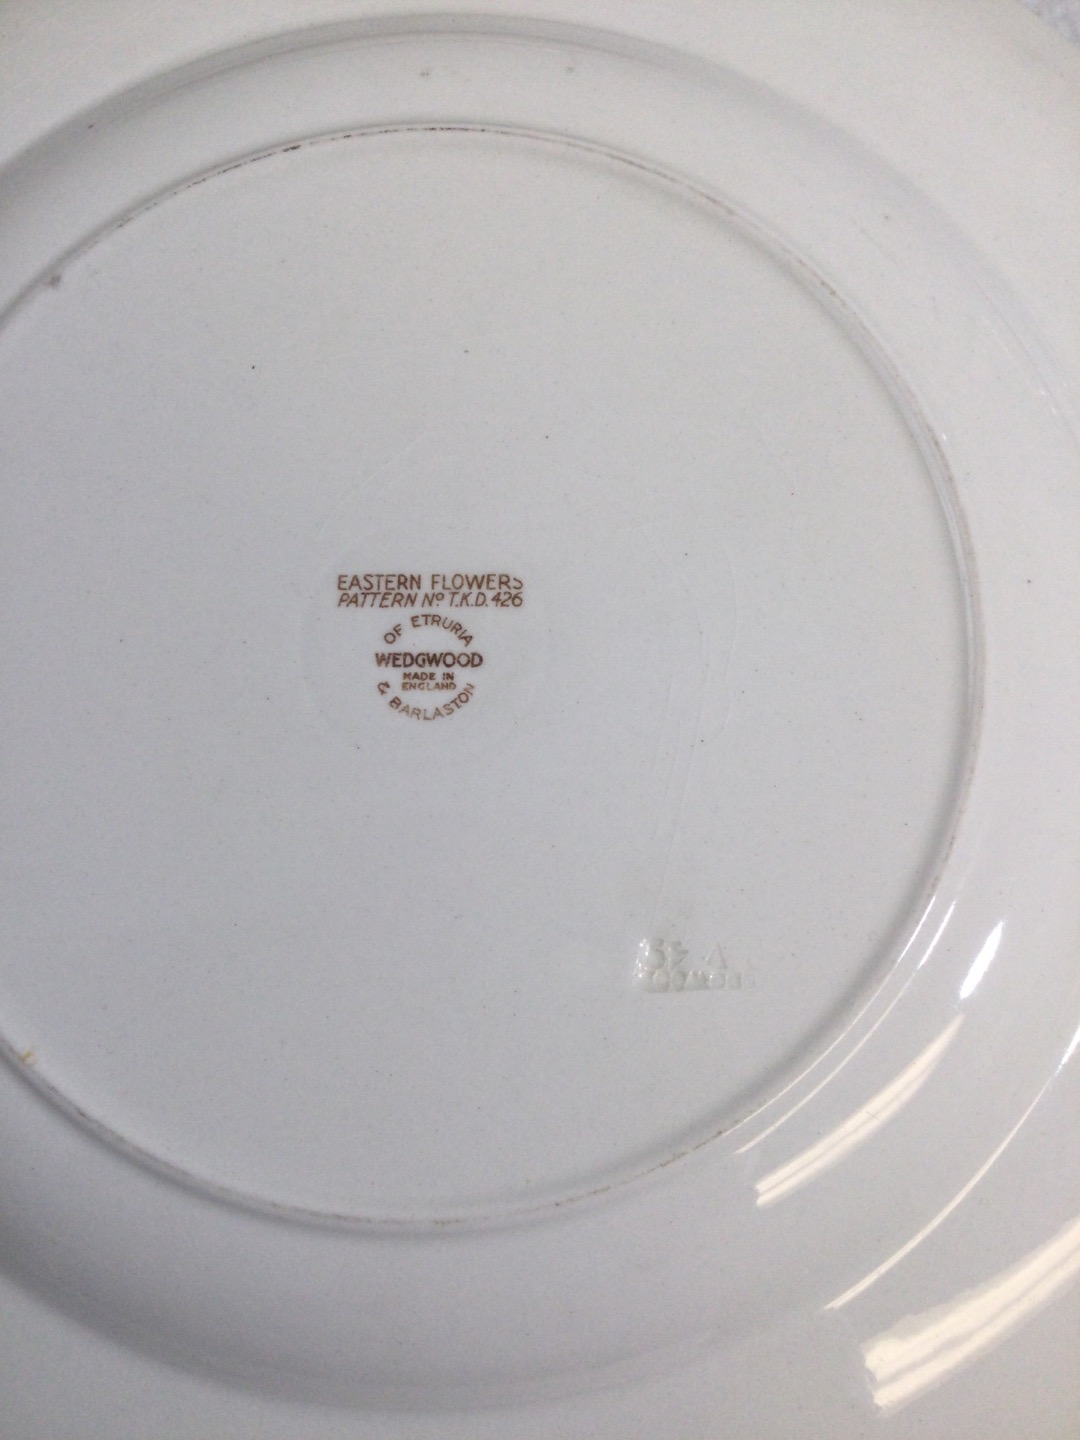 EASTERN FLOWERS
PATTERN Nº T.K.D. 426
OF ETRURIA
WEDGWOOD
MADE IN
ENGLAND
& BARLASTON